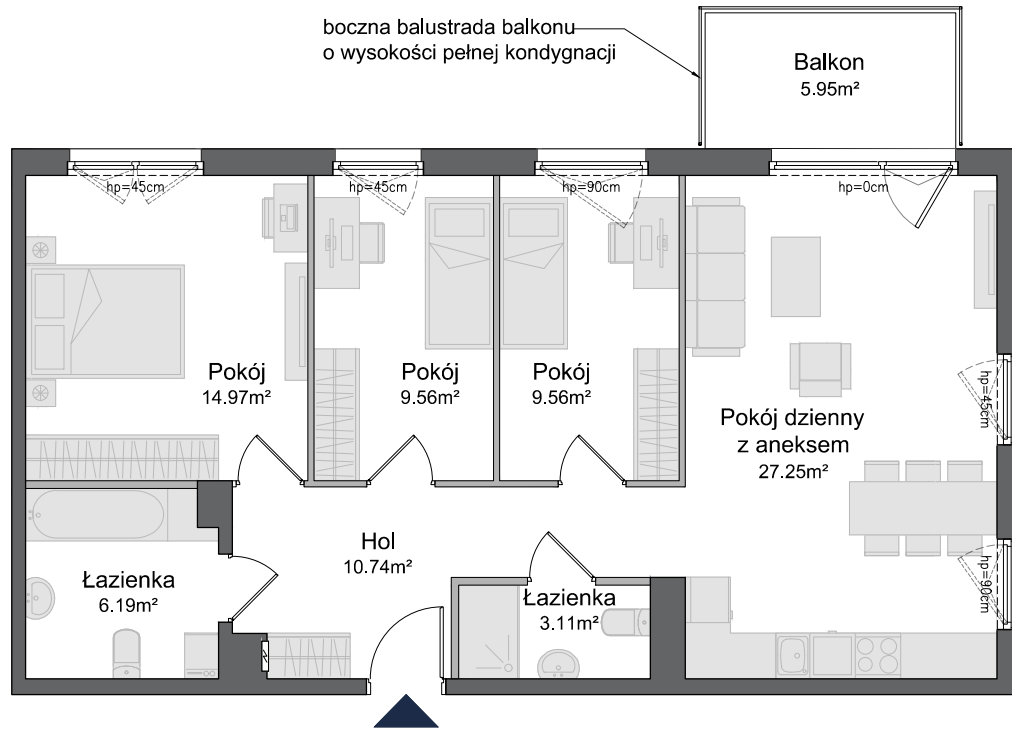 boczna balustrada balkonu
o wysokości pełnej kondygnacji
Balkon
5.95m²
hp=45cm
hp=45cm
hp=90cm
hp=0cm
Pokój
14.97m²
Pokój
9.56m²
Pokój
9.56m²
Pokój dzienny
z aneksem
27.25m²
hp=45cm
Hol
10.74m²
Łazienka
6.19m²
Łazienka
3.11m²
hp=90cm